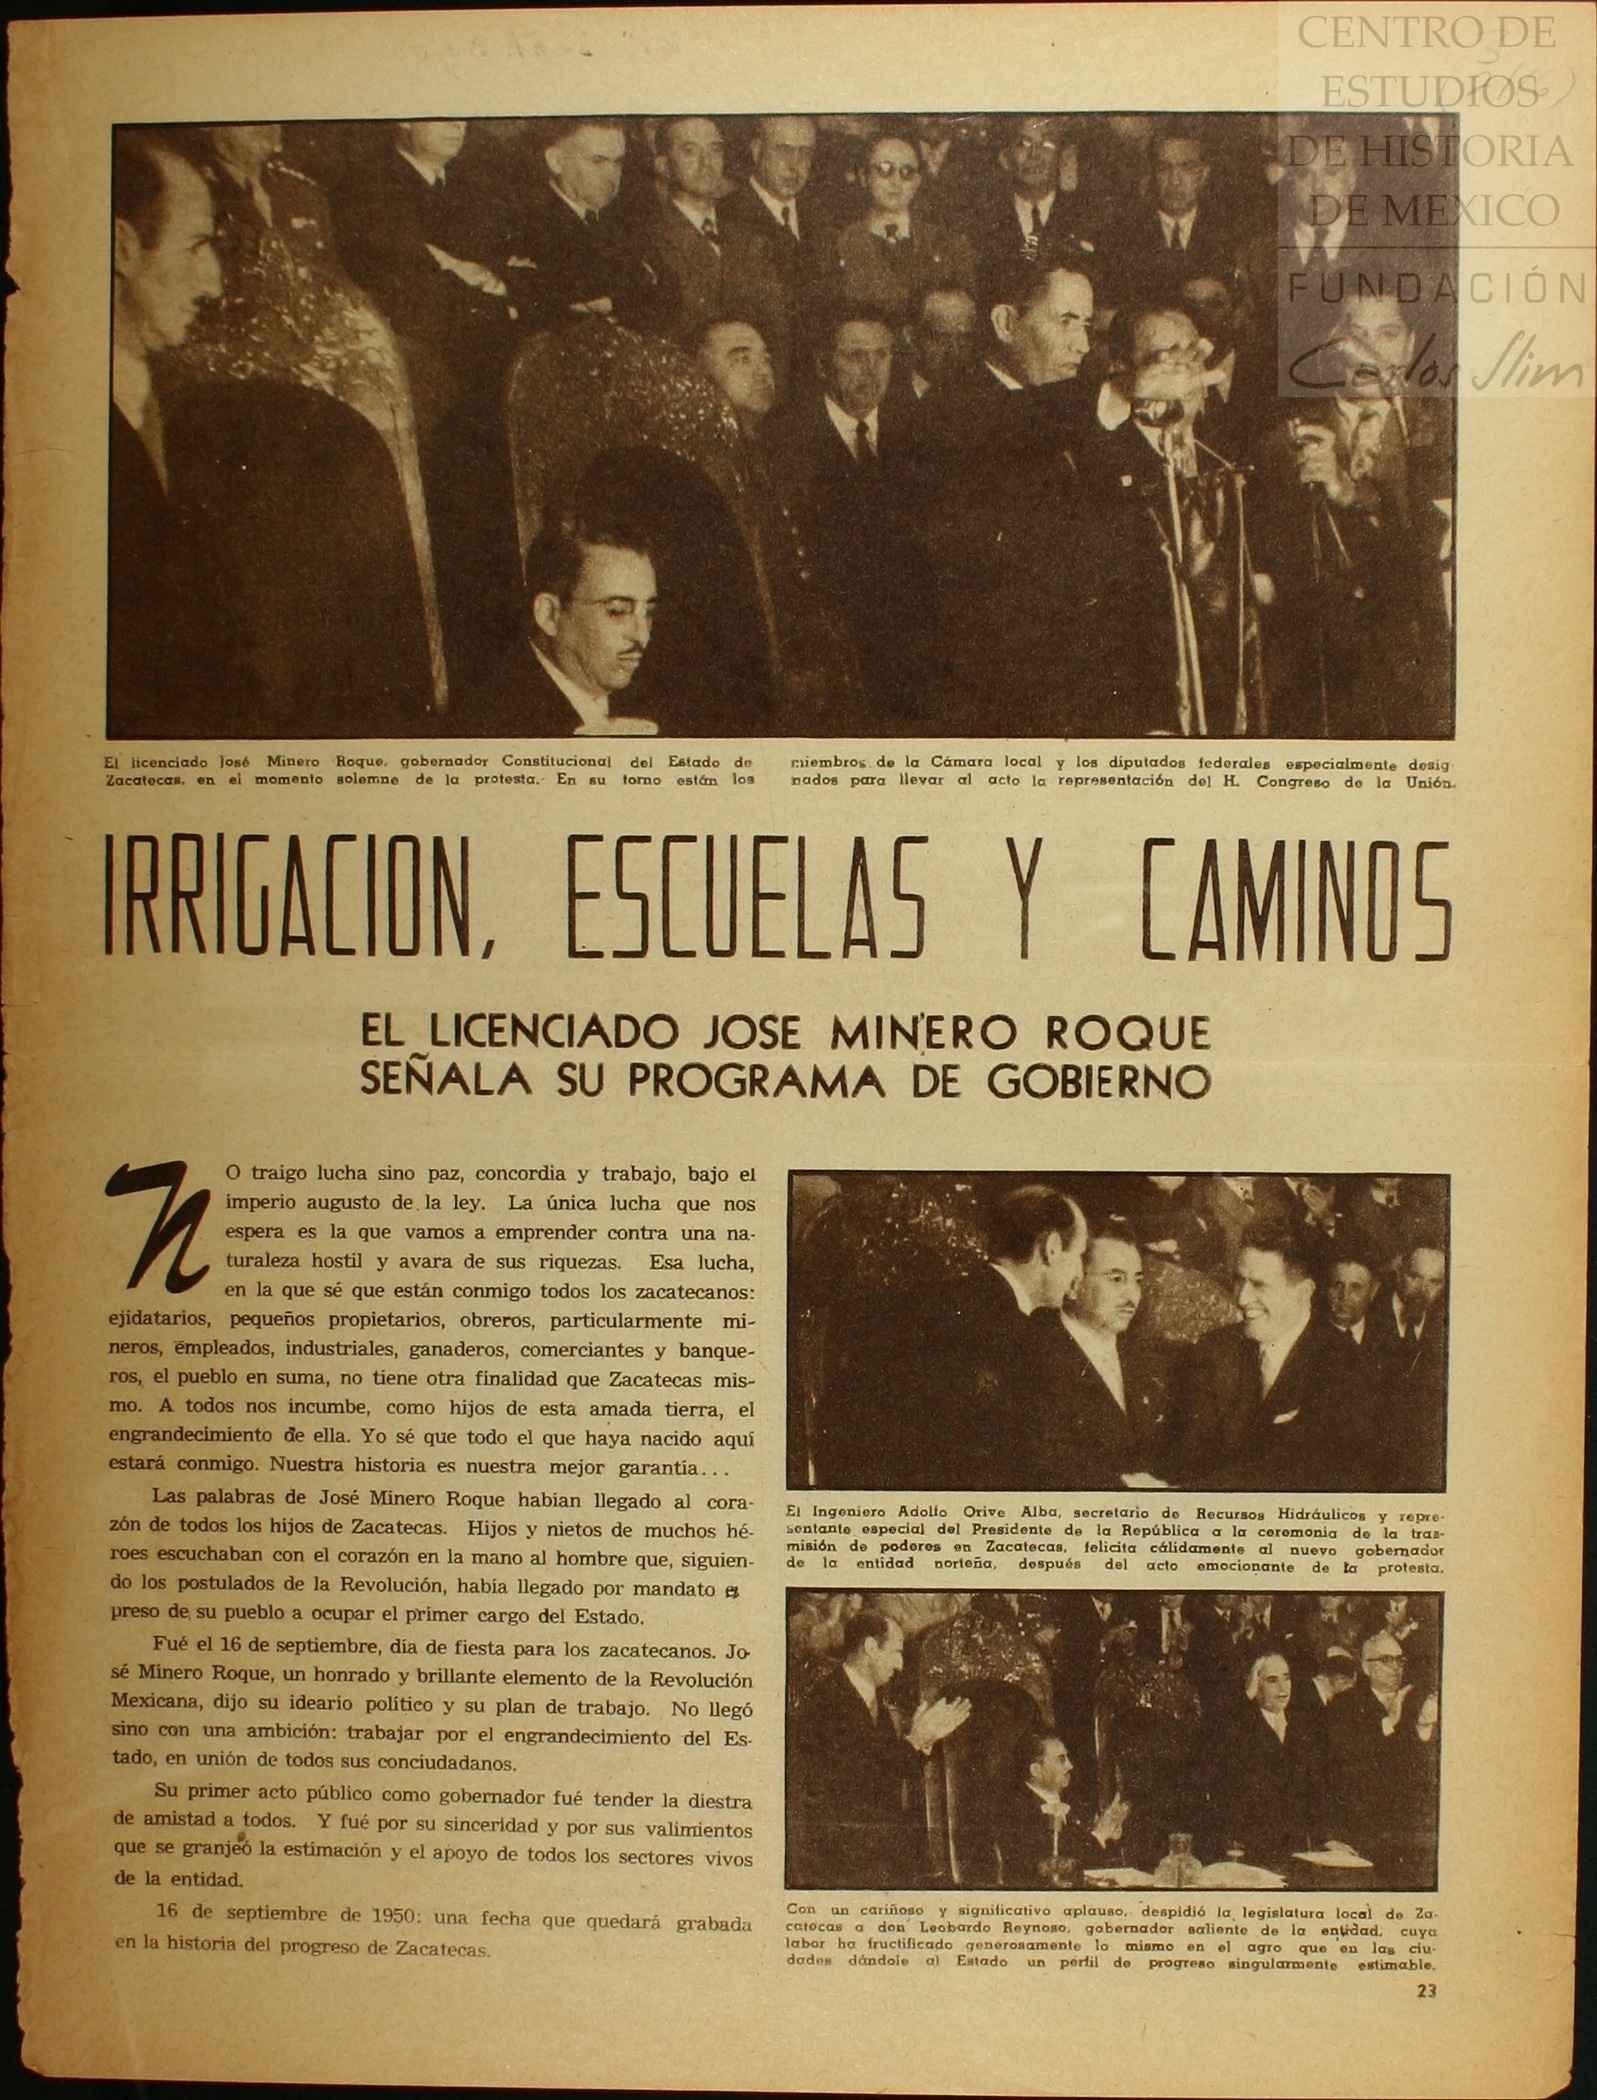 CENTRO DE
ESTUDIOS
DE HISTORIA
DE MEXICO
FUNDACIÓN
Carlos Slim
El licenciado José Minero Roque, gobernador Constitucional del Estado de
Zacatecas, en el momento solemne de la protesta. En su torno están los
miembros de la Cámara local y los diputados federales especialmente desig-
nados para llevar al acto la representación del H. Congreso de la Unión.
IRRIGACION, ESCUELAS Y CAMINOS
EL LICENCIADO JOSE MINERO ROQUE
SEÑALA SU PROGRAMA DE GOBIERNO
NO traigo lucha sino paz, concordia y trabajo, bajo el
imperio augusto de la ley. La única lucha que nos
espera es la que vamos a emprender contra una na-
turaleza hostil y avara de sus riquezas. Esa lucha,
en la que sé que están conmigo todos los zacatecanos:
ejidatarios, pequeños propietarios, obreros, particularmente mi-
neros, empleados, industriales, ganaderos, comerciantes y banque-
ros, el pueblo en suma, no tiene otra finalidad que Zacatecas mis-
mo. A todos nos incumbe, como hijos de esta amada tierra, el
engrandecimiento de ella. Yo sé que todo el que haya nacido aquí
estará conmigo. Nuestra historia es nuestra mejor garantía...
Las palabras de José Minero Roque habían llegado al cora-
zón de todos los hijos de Zacatecas. Hijos y nietos de muchos hé-
roes escuchaban con el corazón en la mano al hombre que, siguien-
do los postulados de la Revolución, había llegado por mandato
preso de su pueblo a ocupar el primer cargo del Estado.
Fué el 16 de septiembre, día de fiesta para los zacatecanos. Jo-
sé Minero Roque, un honrado y brillante elemento de la Revolución
Mexicana, dijo su ideario político y su plan de trabajo. No llegó
sino con una ambición: trabajar por el engrandecimiento del Es-
tado, en unión de todos sus conciudadanos.
Su primer acto público como gobernador fué tender la diestra
de amistad a todos. Y fué por su sinceridad y por sus valimientos
que se granjeó la estimación y el apoyo de todos los sectores vivos
de la entidad.
16 de septiembre de 1950: una fecha que quedará grabada
en la historia del progreso de Zacatecas.
El Ingeniero Adolfo Orive Alba, secretario de Recursos Hidráulicos y repre-
sentante especial del Presidente de la República a la ceremonia de la tras-
misión de poderes en Zacatecas, felicita cálidamente al nuevo gobernador
de la entidad norteña, después del acto emocionante de la protesta.
Con un cariñoso y significativo aplauso, despidió la legislatura local de Za-
catecas a don Leobardo Reynoso, gobernador saliente de la entidad, cuya
labor ha fructificado generosamente lo mismo en el agro que en las ciu-
dades dándole al Estado un perfil de progreso singularmente estimable.
23